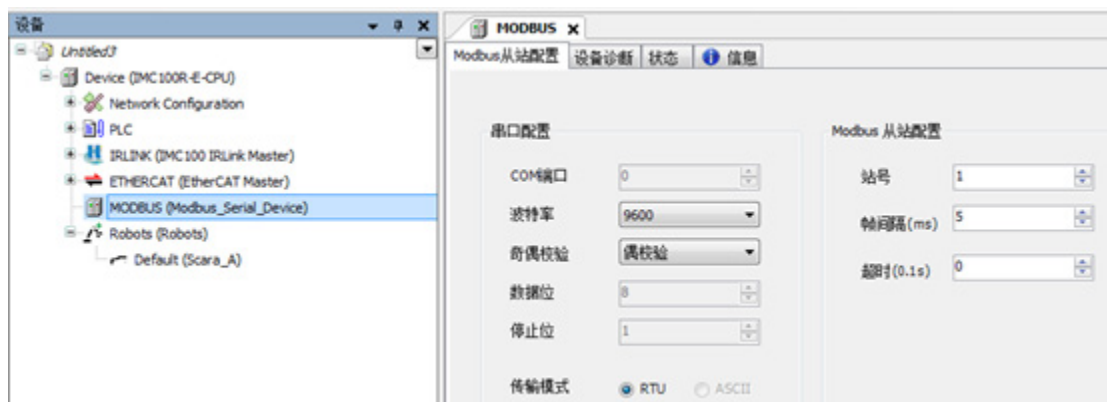 设备
Untitled3
Device (IMC100R-E-CPU)
Network Configuration
PLC
IRLINK (IMC100 IRLink Master)
ETHERCAT (EtherCAT Master)
MODBUS (Modbus_Serial_Device)
Robots (Robots)
Default (Scara_A)
MODBUS
Modbus从站配置 设备诊断 状态 信息
串口配置
COM端口 0
波特率 9600
奇偶校验 偶校验
数据位 8
停止位 1
传输模式 RTU ASCII
Modbus 从站配置
站号 1
帧间隔(ms) 5
超时(0.1s) 0